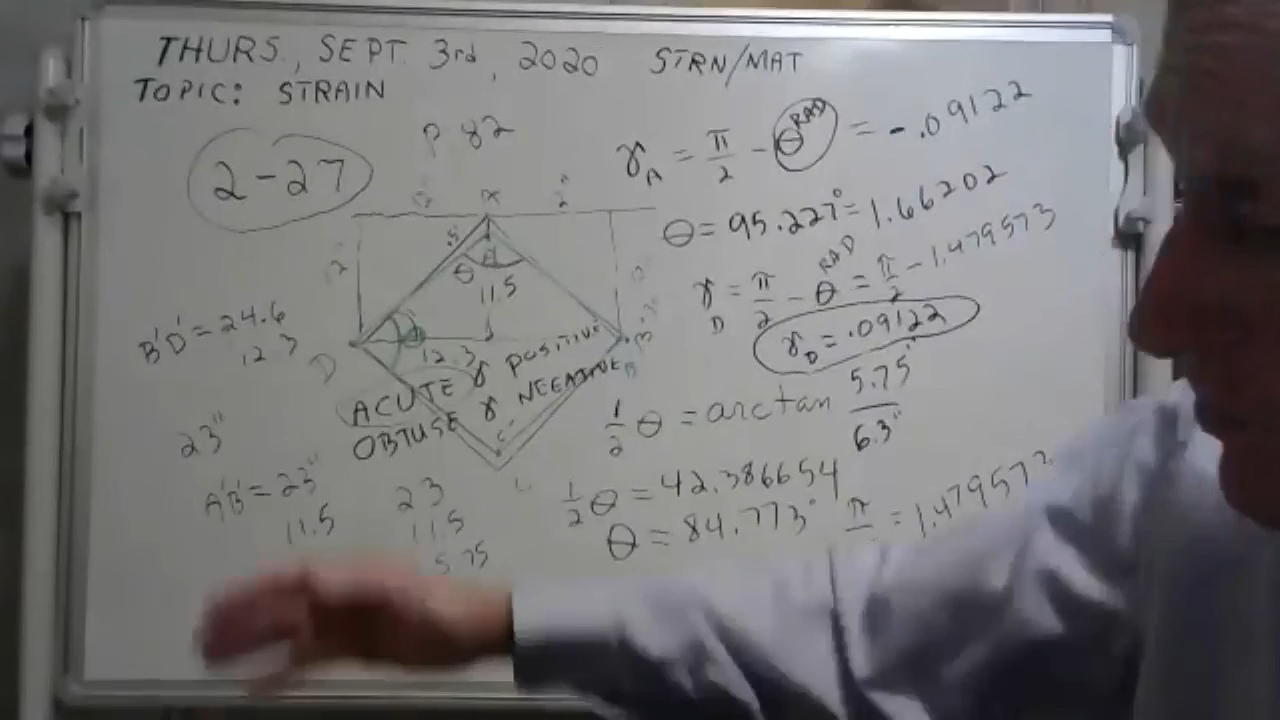 THURS., SEPT. 3rd, 2020 STRN/MAT
TOPIC: STRAIN
2-27
P 82
γA = π/2 - θ RAD = -.09122
θ = 95.227° = 1.66202
γD = π/2 - θ RAD = π/2 - 1.479573
γD = .09122
A
θ
11.5
D
12.3
B
ACUTE γ POSITIVE
OBTUSE γ NEGATIVE
B'D' = 24.6
12.3
23"
A'B' = 23"
11.5
23
11.5
5.75
1/2 θ = arctan 5.75"/6.3"
1/2 θ = 42.386654
θ = 84.773° π = 1.479573